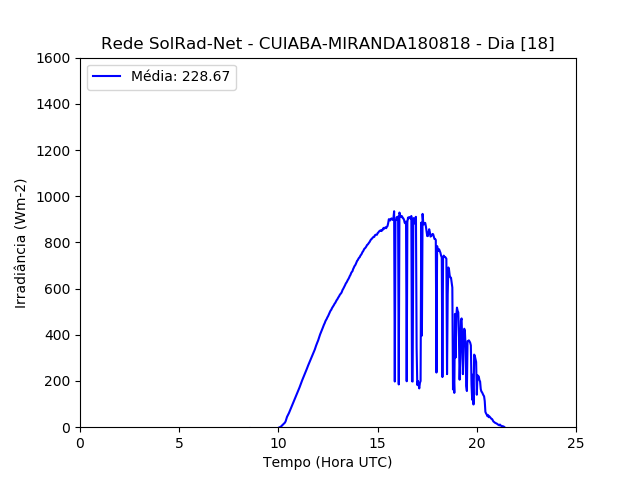 Rede SolRad-Net - CUIABA-MIRANDA180818 - Dia [18]
Média: 228.67
1600
1400
1200
1000
800
600
400
200
0
Irradiância (Wm-2)
0 5 10 15 20 25
Tempo (Hora UTC)